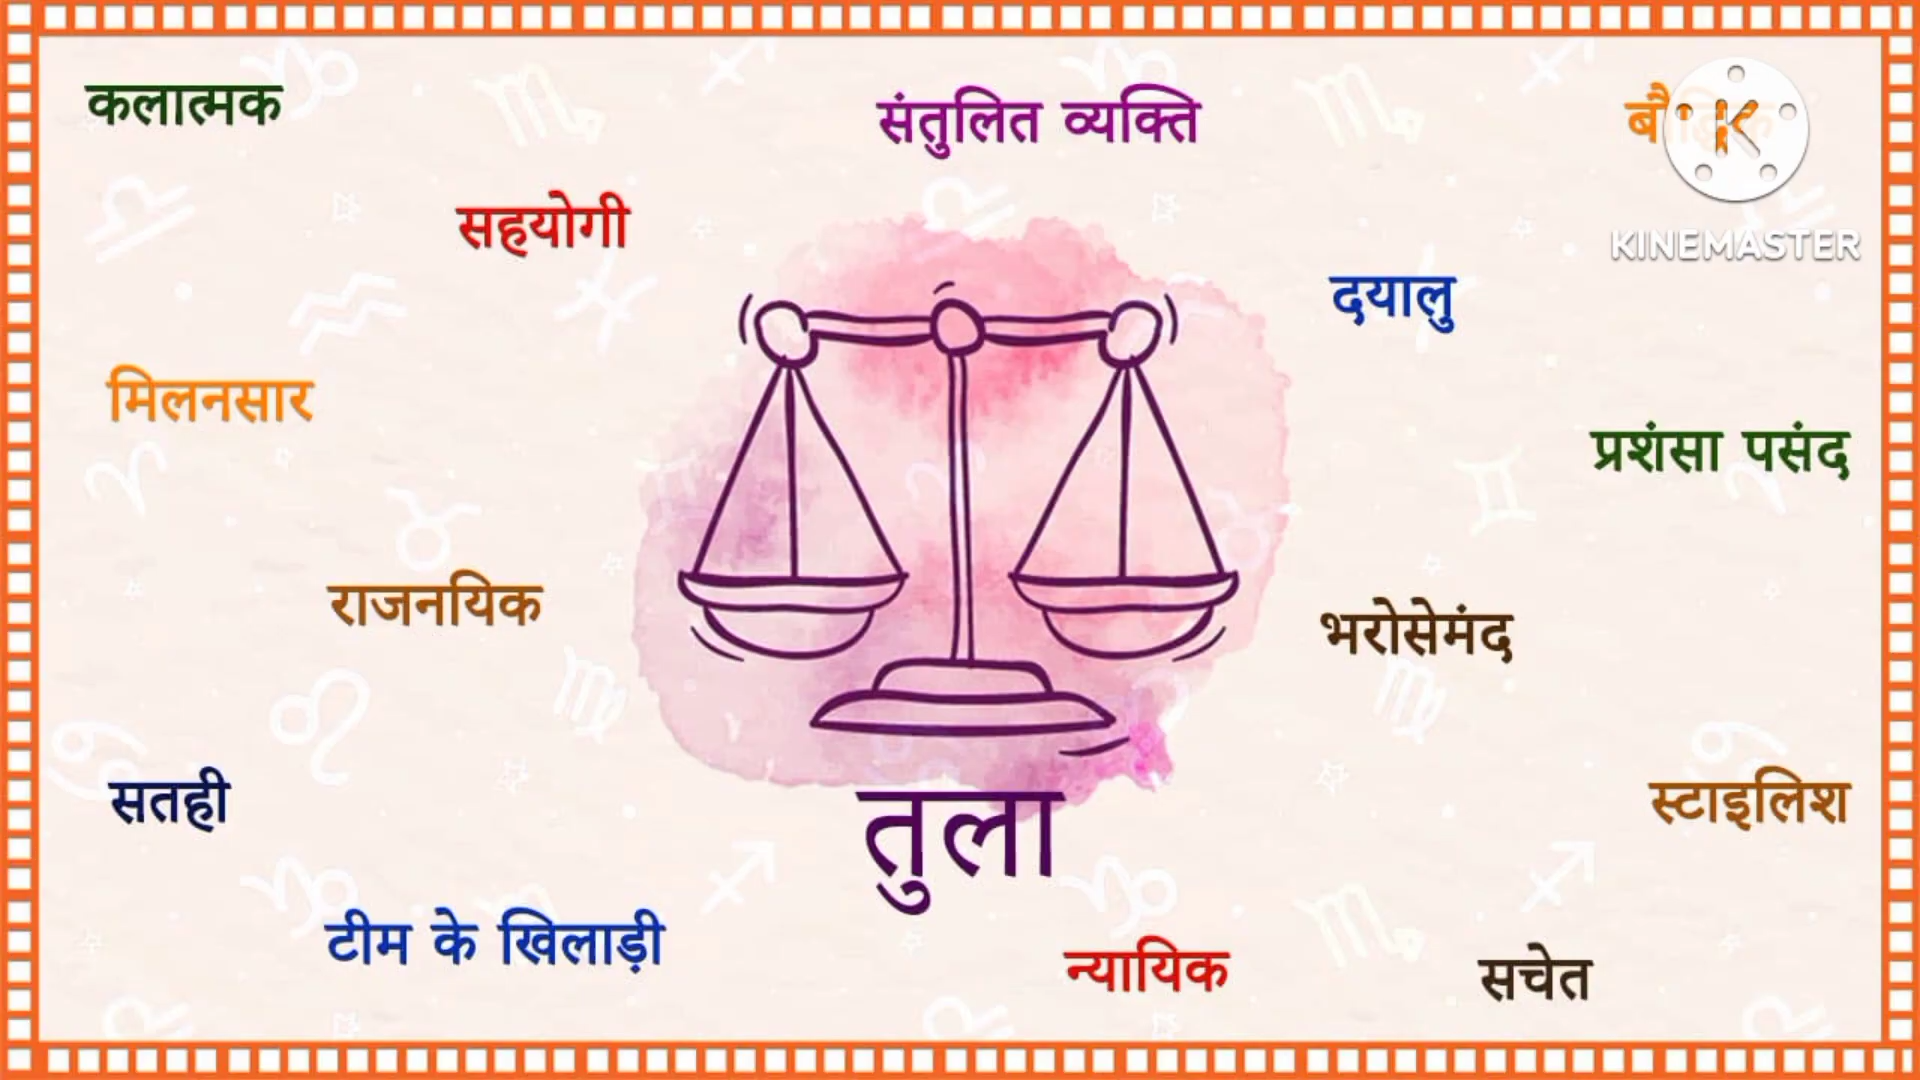 कलात्मक
संतुलित व्यक्ति
सहयोगी
KINEMASTER
दयालु
मिलनसार
प्रशंसा पसंद
राजनयिक
भरोसेमंद
सतही
स्टाइलिश
तुला
टीम के खिलाड़ी
न्यायिक
सचेत